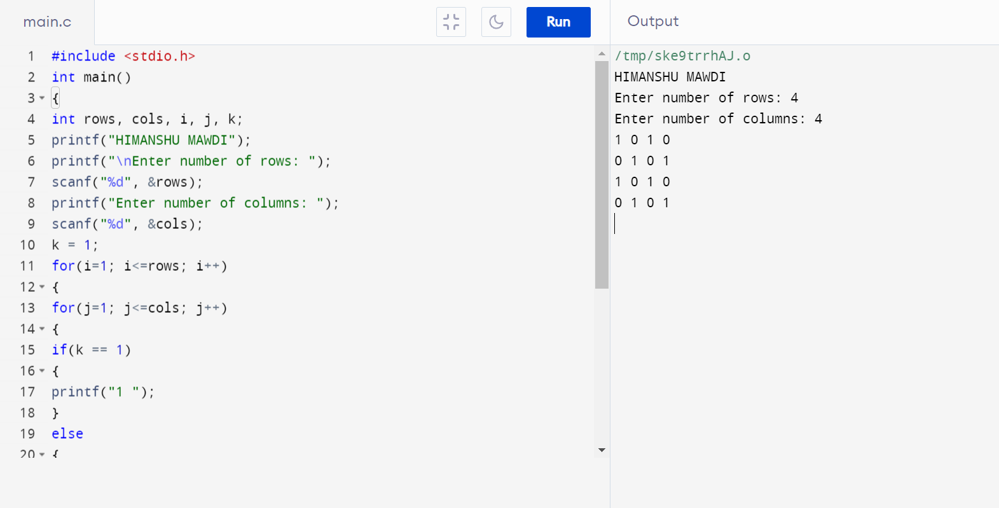 main.c
Run
Output
1 #include <stdio.h>
2 int main()
3 {
4 int rows, cols, i, j, k;
5 printf("HIMANSHU MAWDI");
6 printf("\nEnter number of rows: ");
7 scanf("%d", &rows);
8 printf("Enter number of columns: ");
9 scanf("%d", &cols);
10 k = 1;
11 for(i=1; i<=rows; i++)
12 {
13 for(j=1; j<=cols; j++)
14 {
15 if(k == 1)
16 {
17 printf("1 ");
18 }
19 else
20 {
/tmp/ske9trrhAJ.o
HIMANSHU MAWDI
Enter number of rows: 4
Enter number of columns: 4
1 0 1 0
0 1 0 1
1 0 1 0
0 1 0 1